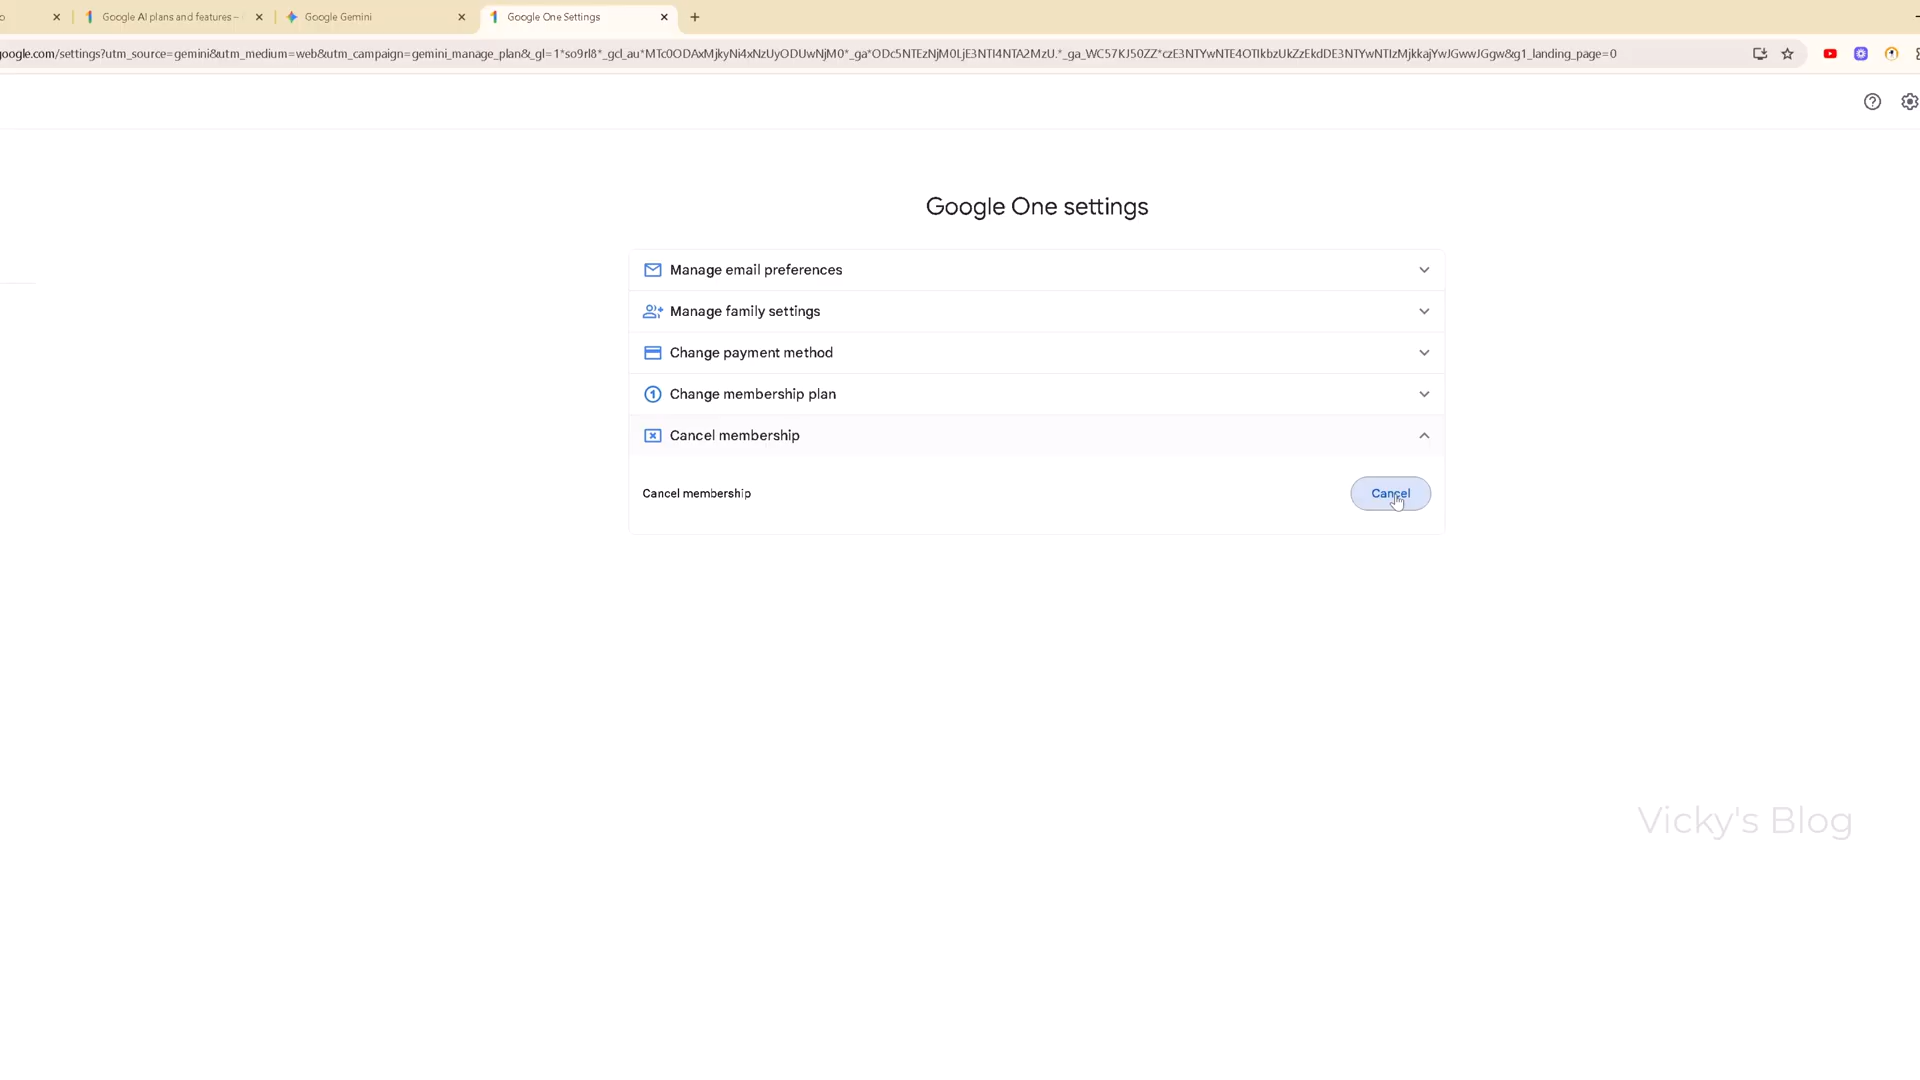 Google AI plans and features –
Google Gemini
Google One Settings
google.com/settings?utm_source=gemini&utm_medium=web&utm_campaign=gemini_manage_plan&_gl=1*so9rl8*_gcl_au*MTc0ODAxMjkyNi4xNzUyODUwNjM0*_ga*ODc5NTEzNjM0LjE3NTI4NTA2MzU.*_ga_WC57KJ50ZZ*czE3NTYwNTE4OTIkbzUkZzEkdDE3NTYwNTIzMjkkajYwJGwwJGgw&g1_landing_page=0
Google One settings
Manage email preferences
Manage family settings
Change payment method
Change membership plan
Cancel membership
Cancel membership
Cancel
Vicky's Blog